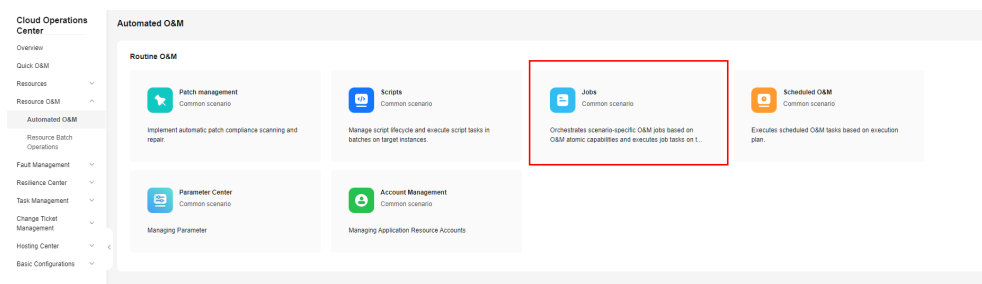 Cloud Operations
Center
Overview
Quick O&M
Resources
Resource O&M
Automated O&M
Resource Batch
Operations
Fault Management
Resilience Center
Task Management
Change Ticket
Management
Hosting Center
Basic Configurations
Automated O&M
Routine O&M
Patch management
Common scenario
Implement automatic patch compliance scanning and
repair.
Scripts
Common scenario
Manage script lifecycle and execute script tasks in
batches on target instances.
Jobs
Common scenario
Orchestrates scenario-specific O&M jobs based on
O&M atomic capabilities and executes job tasks on t...
Scheduled O&M
Common scenario
Executes scheduled O&M tasks based on execution
plan.
Parameter Center
Common scenario
Managing Parameter
Account Management
Common scenario
Managing Application Resource Accounts